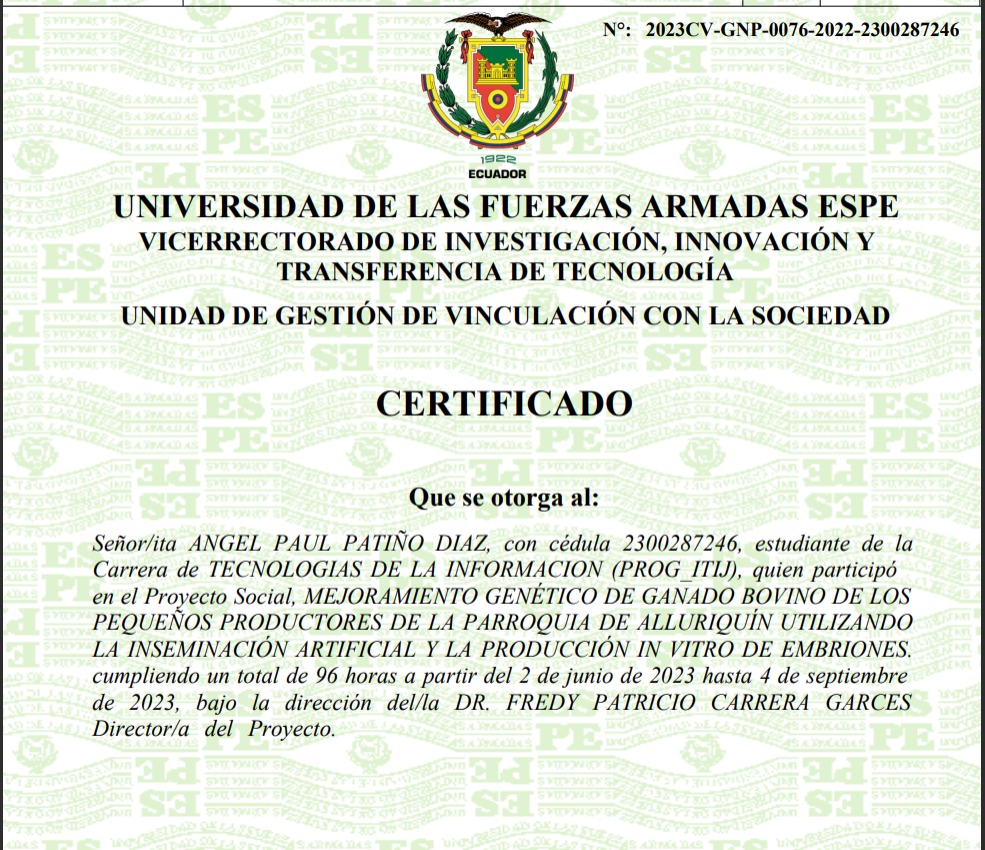 N°: 2023CV-GNP-0076-2022-2300287246
1922
ECUADOR
UNIVERSIDAD DE LAS FUERZAS ARMADAS ESPE
VICERRECTORADO DE INVESTIGACIÓN, INNOVACIÓN Y
TRANSFERENCIA DE TECNOLOGÍA
UNIDAD DE GESTIÓN DE VINCULACIÓN CON LA SOCIEDAD
CERTIFICADO
Que se otorga al:
Señor/ita ANGEL PAUL PATIÑO DIAZ, con cédula 2300287246, estudiante de la
Carrera de TECNOLOGIAS DE LA INFORMACION (PROG_ITIJ), quien participó
en el Proyecto Social, MEJORAMIENTO GENÉTICO DE GANADO BOVINO DE LOS
PEQUEÑOS PRODUCTORES DE LA PARROQUIA DE ALLURIQUÍN UTILIZANDO
LA INSEMINACIÓN ARTIFICIAL Y LA PRODUCCIÓN IN VITRO DE EMBRIONES.
cumpliendo un total de 96 horas a partir del 2 de junio de 2023 hasta 4 de septiembre
de 2023, bajo la dirección del/la DR. FREDY PATRICIO CARRERA GARCES
Director/a del Proyecto.